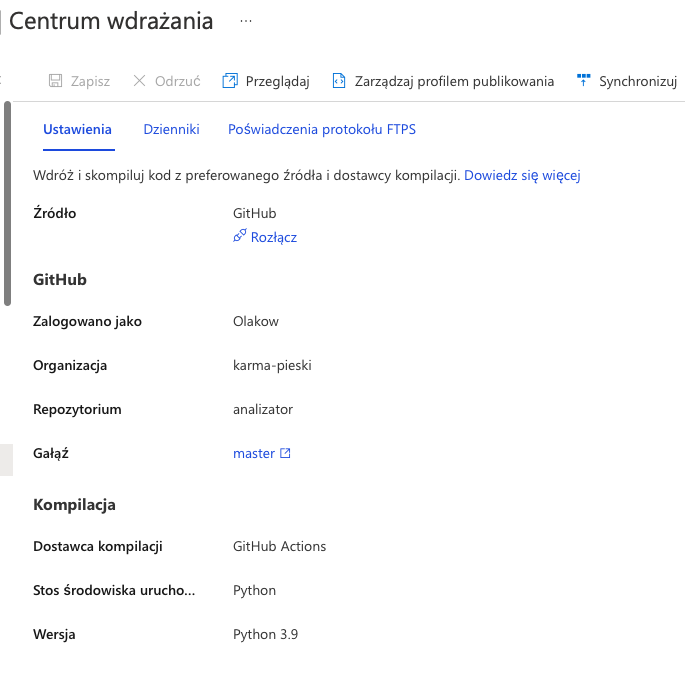 Centrum wdrażania ...
Zapisz Odrzuć Przeglądaj Zarządzaj profilem publikowania Synchronizuj
Ustawienia Dzienniki Poświadczenia protokołu FTPS
Wdróż i skompiluj kod z preferowanego źródła i dostawcy kompilacji. Dowiedz się więcej
Źródło GitHub
Rozłącz
GitHub
Zalogowano jako Olakow
Organizacja karma-pieski
Repozytorium analizator
Gałąź master
Kompilacja
Dostawca kompilacji GitHub Actions
Stos środowiska urucho... Python
Wersja Python 3.9